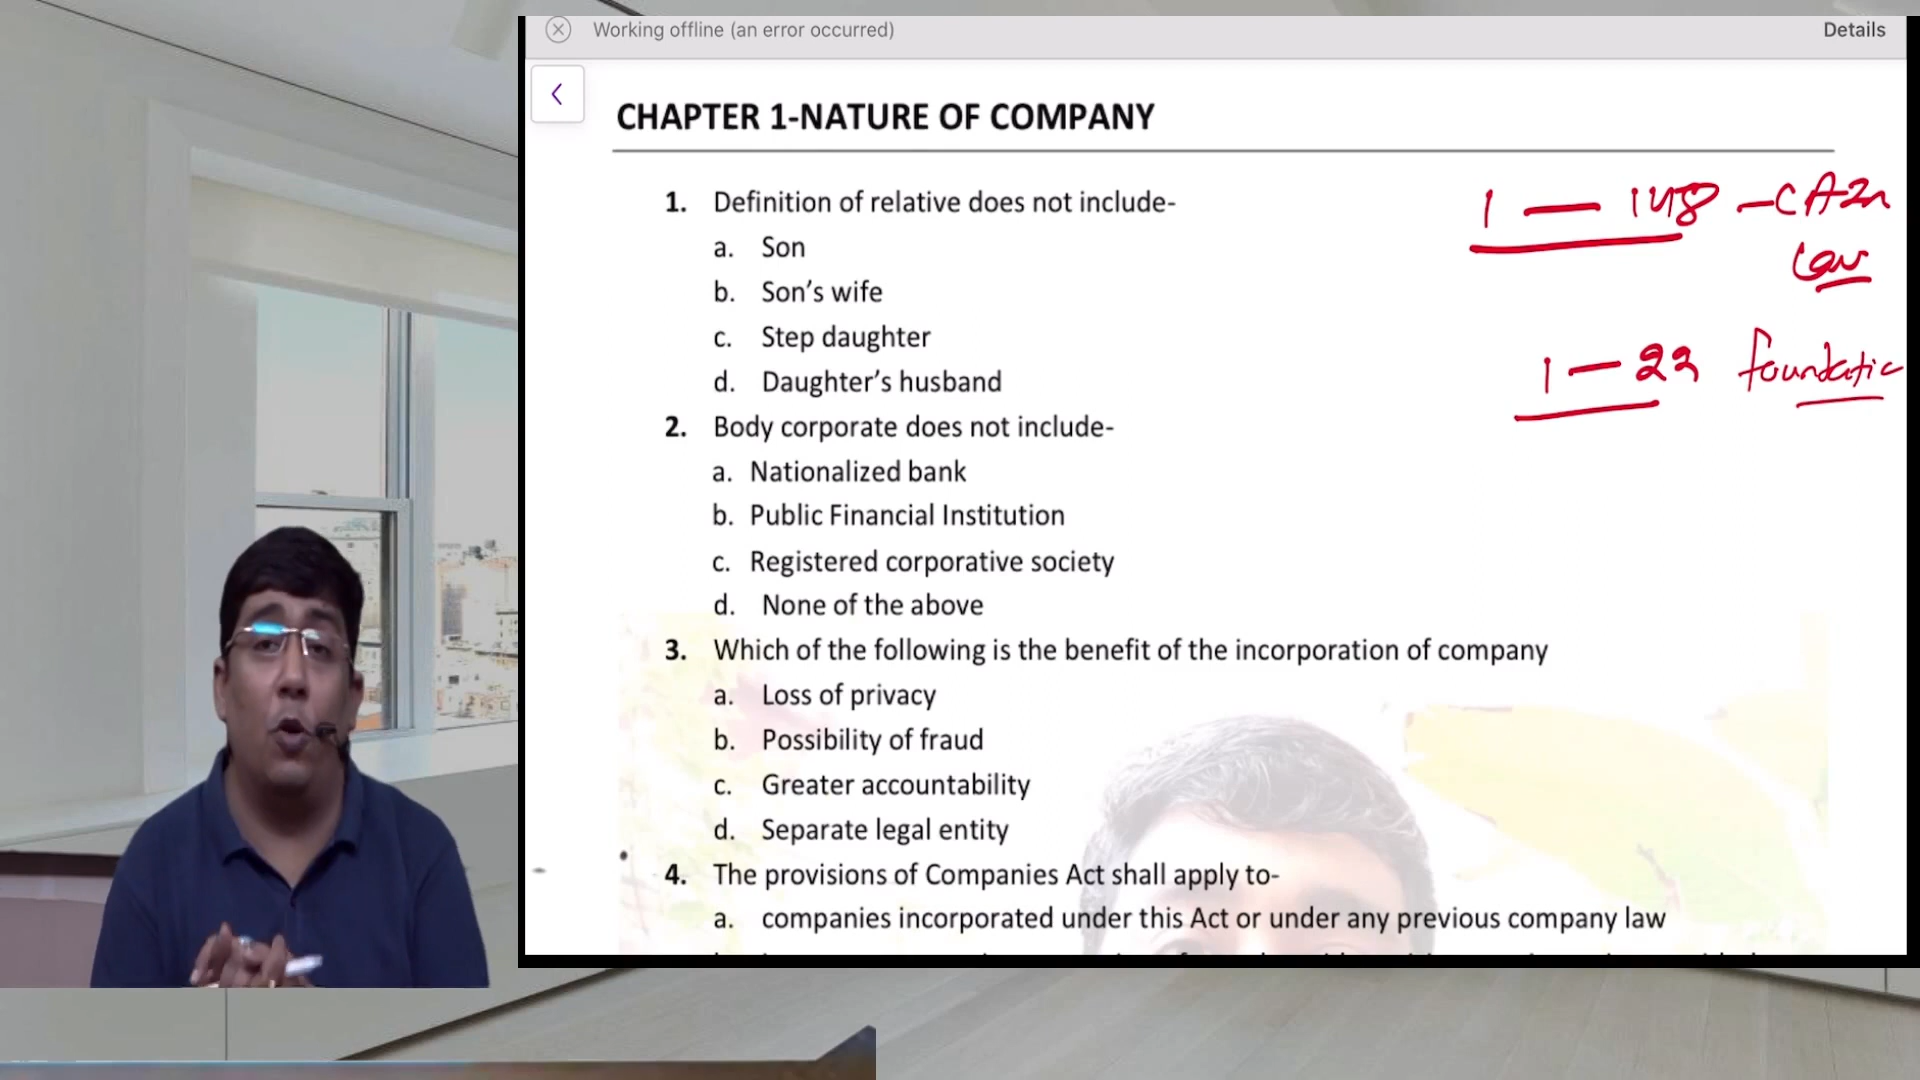 Working offline (an error occurred)
Details
CHAPTER 1-NATURE OF COMPANY
1. Definition of relative does not include-
a. Son
b. Son’s wife
c. Step daughter
d. Daughter’s husband
2. Body corporate does not include-
a. Nationalized bank
b. Public Financial Institution
c. Registered corporative society
d. None of the above
3. Which of the following is the benefit of the incorporation of company
a. Loss of privacy
b. Possibility of fraud
c. Greater accountability
d. Separate legal entity
4. The provisions of Companies Act shall apply to-
a. companies incorporated under this Act or under any previous company law
1 — 148 –
Law
1 – 22